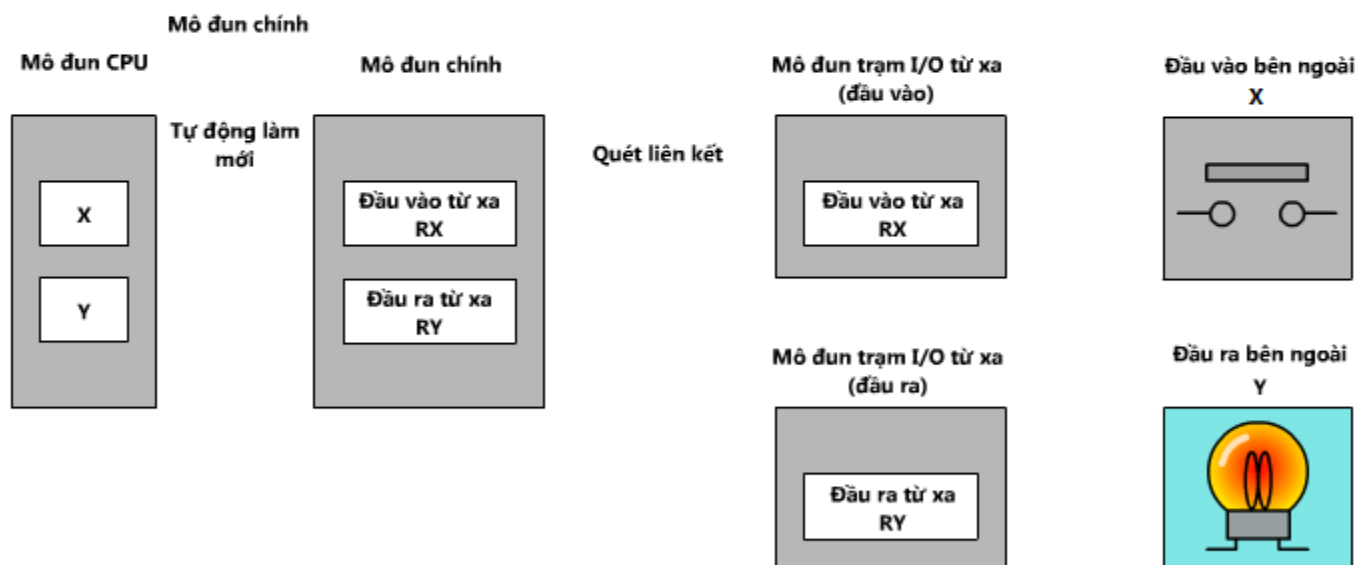 Mô đun chính
Mô đun CPU
Mô đun chính
Mô đun trạm I/O từ xa
(đầu vào)
Đầu vào bên ngoài
X
Tự động làm
mới
Quét liên kết
X
Đầu vào từ xa
RX
Đầu vào từ xa
RX
Y
Đầu ra từ xa
RY
Mô đun trạm I/O từ xa
(đầu ra)
Đầu ra bên ngoài
Y
Đầu ra từ xa
RY